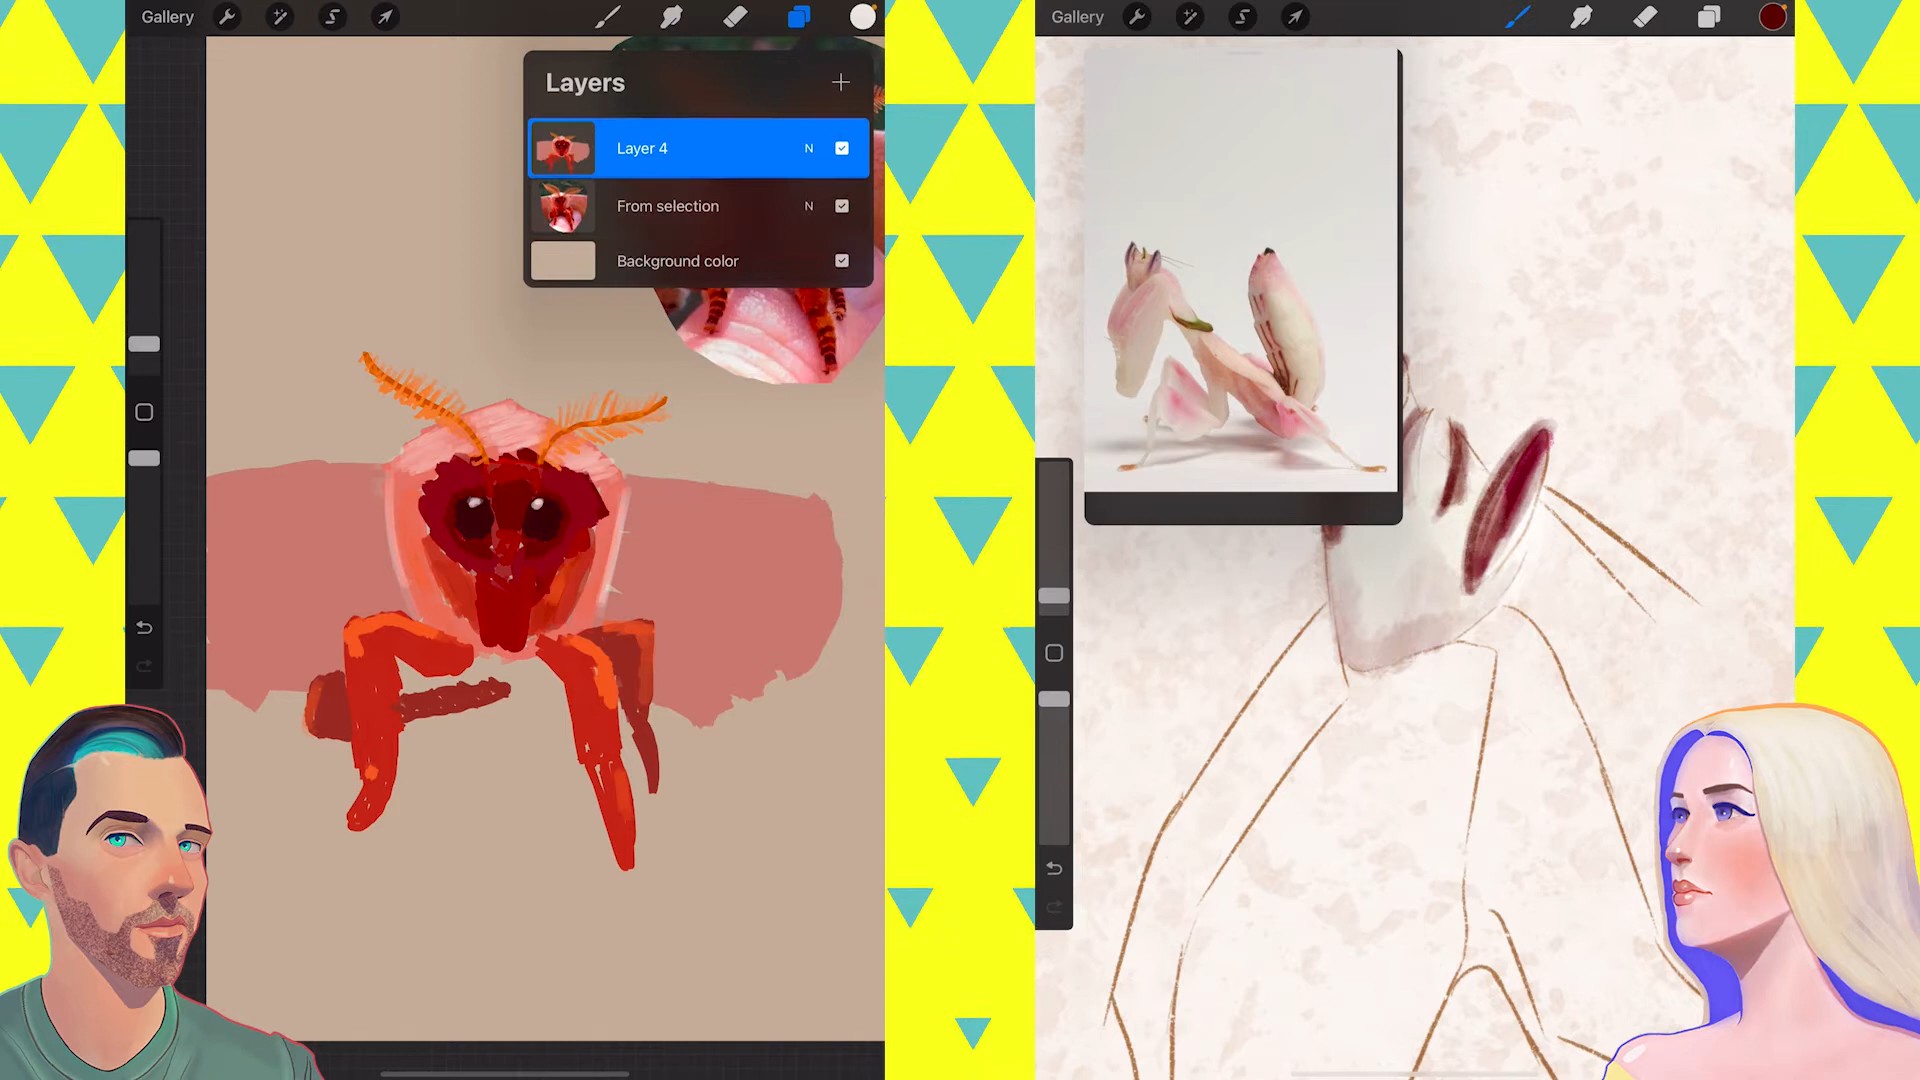 Gallery
Layers
Layer 4 N
From selection N
Background color
Gallery